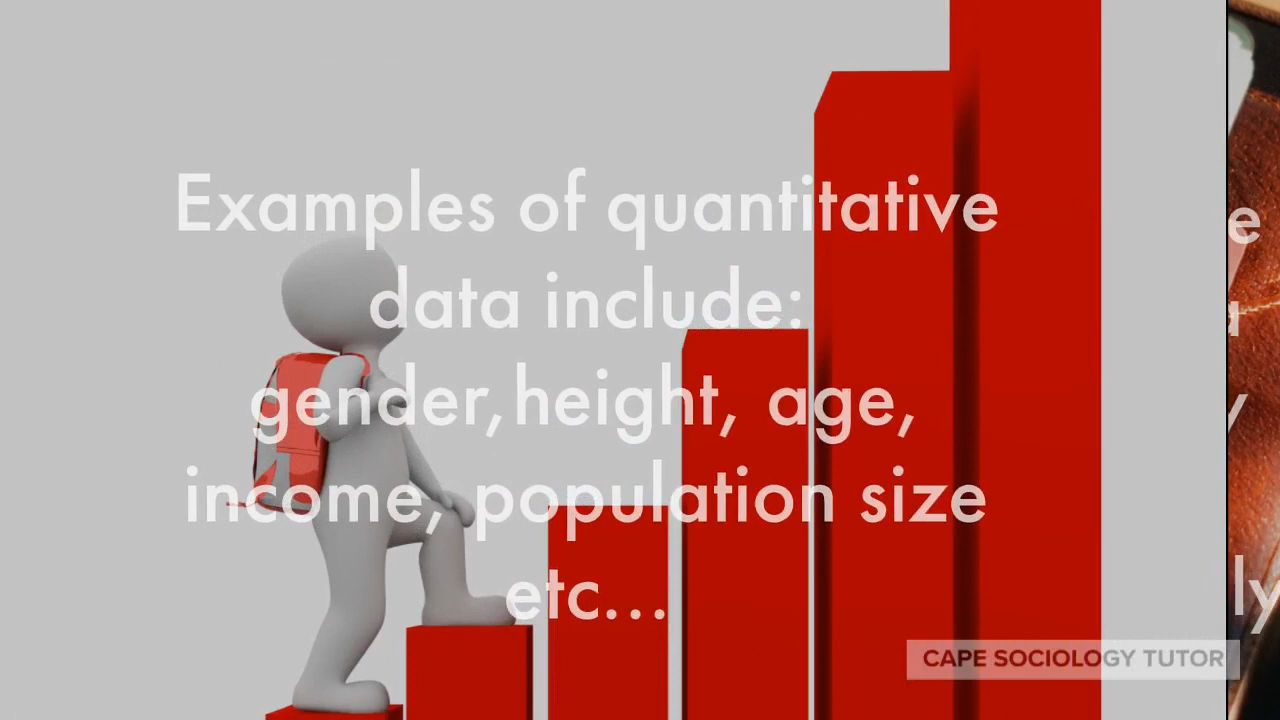 Examples of quantitative
data include:
gender, height, age,
income, population size
etc...
CAPE SOCIOLOGY TUTOR